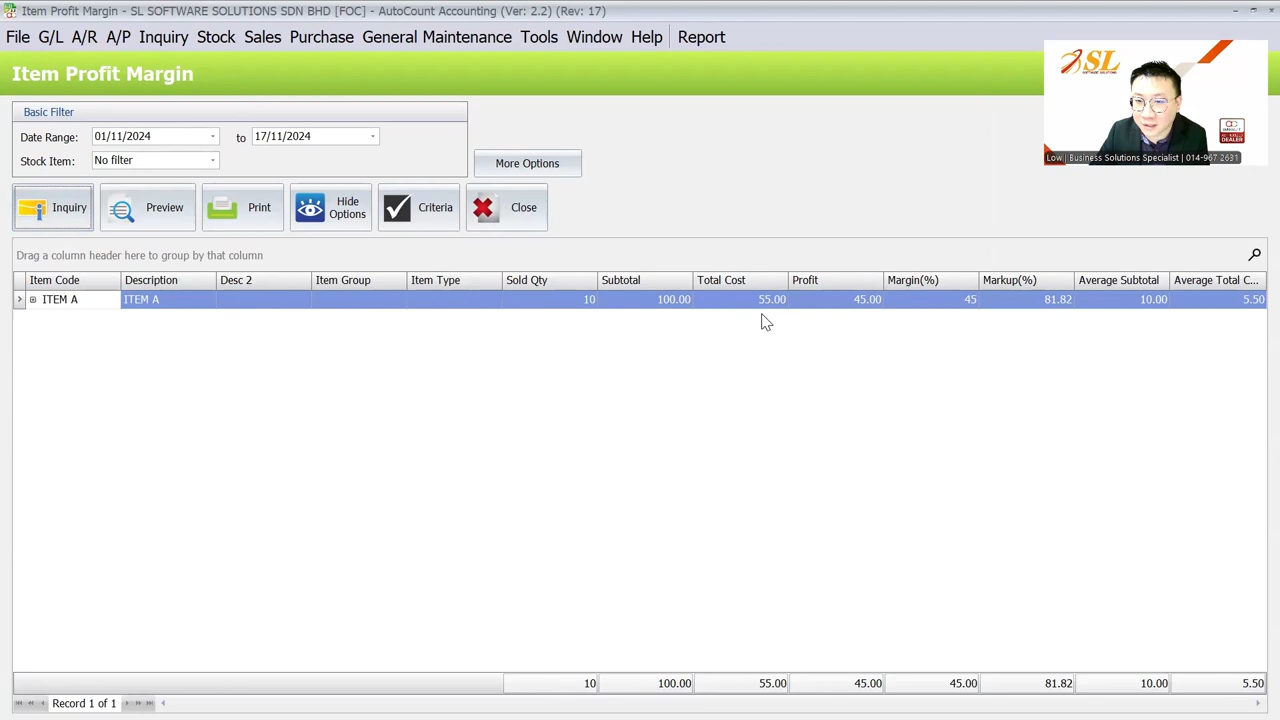 Item Profit Margin - SL SOFTWARE SOLUTIONS SDN BHD [FOC] - AutoCount Accounting (Ver: 2.2) (Rev: 17)
File G/L A/R A/P Inquiry Stock Sales Purchase General Maintenance Tools Window Help Report
Item Profit Margin
SL
Low | Business Solutions Specialist | 014-967 2631
Basic Filter
Date Range: 01/11/2024 to 17/11/2024
Stock Item: No filter
More Options
Inquiry Preview Print Hide Options Criteria Close
Drag a column header here to group by that column
Item Code Description Desc 2 Item Group Item Type Sold Qty Subtotal Total Cost Profit Margin(%) Markup(%) Average Subtotal Average Total C...
ITEM A ITEM A 10 100.00 55.00 45.00 45 81.82 10.00 5.50
10 100.00 55.00 45.00 45.00 81.82 10.00 5.50
Record 1 of 1